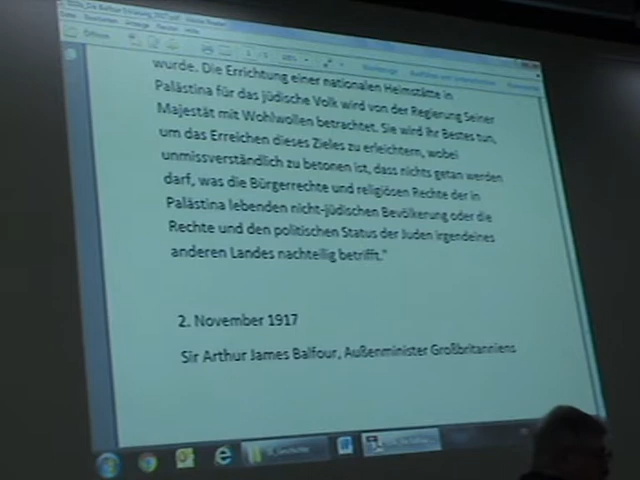 wurde. Die Errichtung einer nationalen Heimstätte in
Palästina für das jüdische Volk wird von der Regierung Seiner
Majestät mit Wohlwollen betrachtet. Sie wird ihr Bestes tun,
um das Erreichen dieses Zieles zu erleichtern, wobei
unmissverständlich zu betonen ist, dass nichts getan werden
darf, was die Bürgerrechte und religiösen Rechte der in
Palästina lebenden nicht-jüdischen Bevölkerung oder die
Rechte und den politischen Status der Juden irgendeines
anderen Landes nachteilig betrifft."
2. November 1917
Sir Arthur James Balfour, Außenminister Großbritanniens